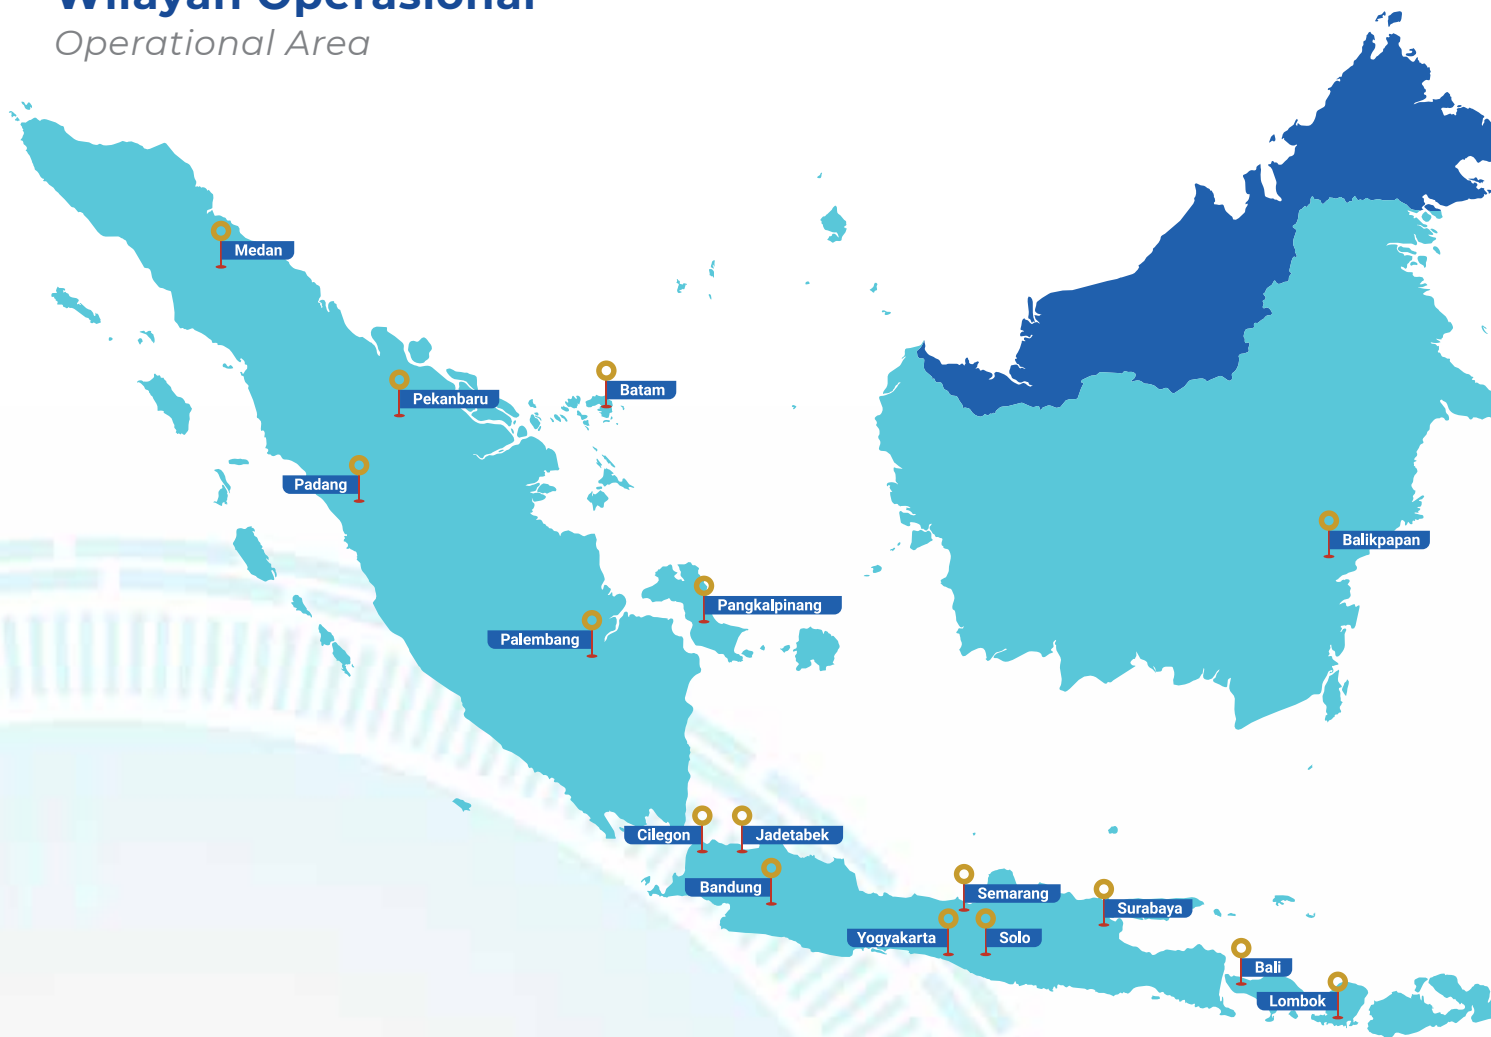 Wilayah Operasional
Operational Area
Medan
Batam
Pekanbaru
Padang
Balikpapan
Pangkalpinang
Palembang
Cilegon
Jadetabek
Bandung
Semarang
Surabaya
Yogyakarta
Solo
Bali
Lombok